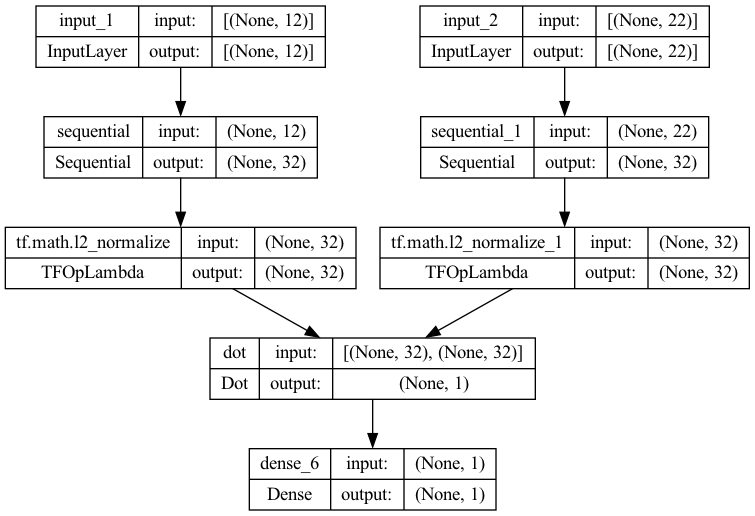 input_1 input: [(None, 12)]
InputLayer output: [(None, 12)]
input_2 input: [(None, 22)]
InputLayer output: [(None, 22)]
sequential input: (None, 12)
Sequential output: (None, 32)
sequential_1 input: (None, 22)
Sequential output: (None, 32)
tf.math.l2_normalize input: (None, 32)
TFOpLambda output: (None, 32)
tf.math.l2_normalize_1 input: (None, 32)
TFOpLambda output: (None, 32)
dot input: [(None, 32), (None, 32)]
Dot output: (None, 1)
dense_6 input: (None, 1)
Dense output: (None, 1)